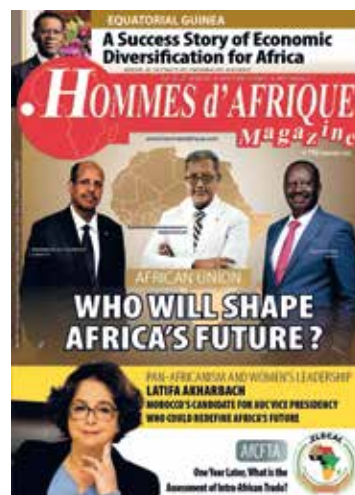 EQUATORIAL GUINEA
A Success Story of Economic
Diversification for Africa
HOMMES d'AFRIQUE
Magazine
AFRICAN UNION
WHO WILL SHAPE
AFRICA'S FUTURE ?
PAN-AFRICANISM AND WOMEN'S LEADERSHIP
LATIFA AKHARBACH
MOROCCO'S CANDIDATE FOR AUC VICE PRESIDENCY
WHO COULD REDEFINE AFRICA'S FUTURE
AfCFTA
ZLECAf
One Year Later, What is the
Assessment of Intra-African Trade?